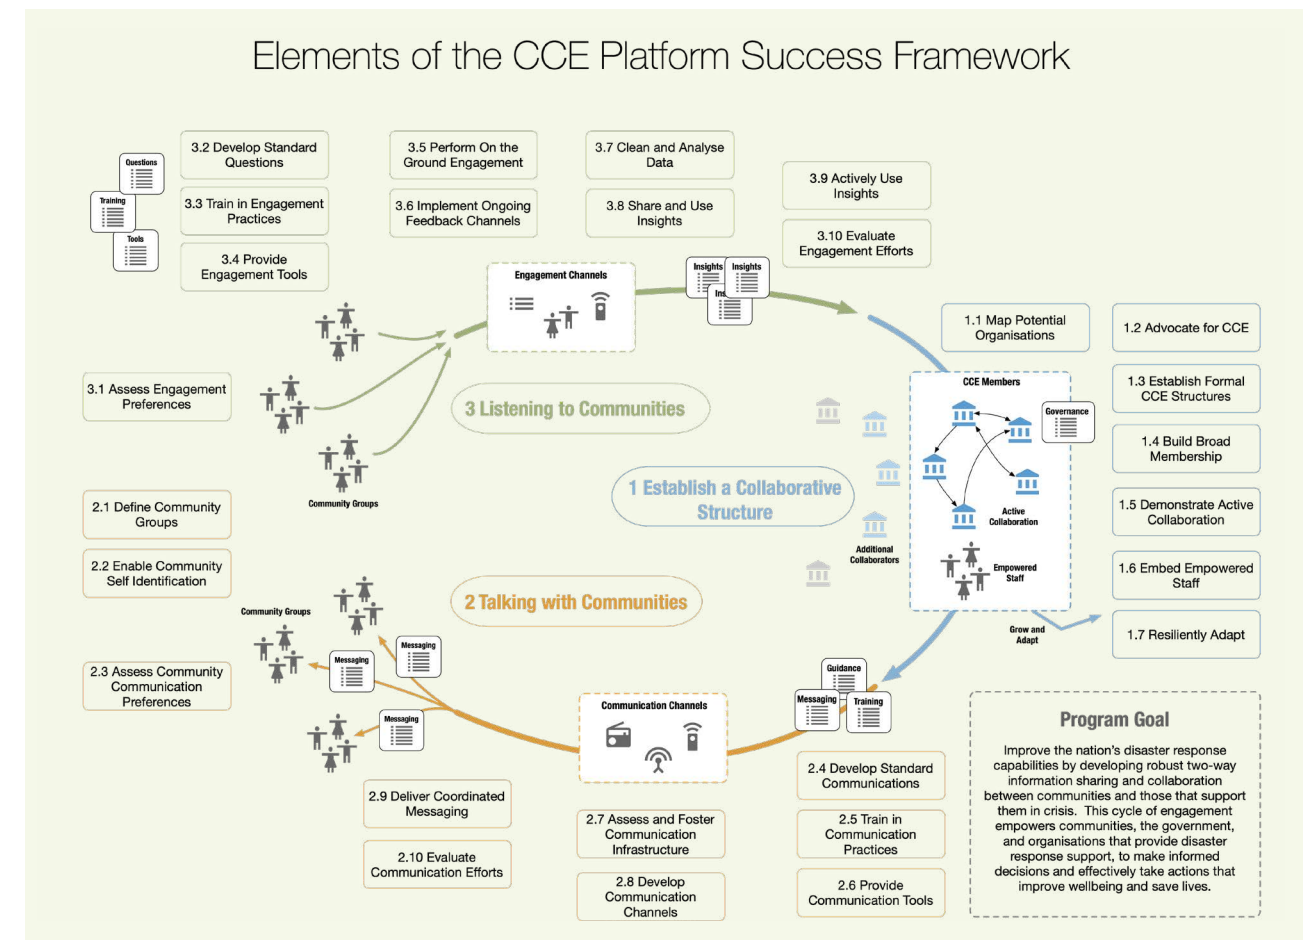 Elements of the CCE Platform Success Framework
Questions
Training
Tools
3.2 Develop Standard
Questions
3.3 Train in Engagement
Practices
3.4 Provide
Engagement Tools
3.5 Perform On the
Ground Engagement
3.6 Implement Ongoing
Feedback Channels
3.7 Clean and Analyse
Data
3.8 Share and Use
Insights
3.9 Actively Use
Insights
3.10 Evaluate
Engagement Efforts
Engagement Channels
Insights
Insights
3.1 Assess Engagement
Preferences
Community Groups
3 Listening to Communities
1.1 Map Potential
Organisations
1.2 Advocate for CCE
1.3 Establish Formal
CCE Structures
1.4 Build Broad
Membership
1.5 Demonstrate Active
Collaboration
1.6 Embed Empowered
Staff
1.7 Resiliently Adapt
CCE Members
Governance
Active
Collaboration
Empowered
Staff
Additional
Collaborators
Grow and
Adapt
1 Establish a Collaborative
Structure
2.1 Define Community
Groups
2.2 Enable Community
Self Identification
2.3 Assess Community
Communication
Preferences
2 Talking with Communities
Community Groups
Messaging
Messaging
Messaging
Communication Channels
Guidance
Messaging
Training
2.4 Develop Standard
Communications
2.5 Train in
Communication
Practices
2.6 Provide
Communication Tools
2.7 Assess and Foster
Communication
Infrastructure
2.8 Develop
Communication
Channels
2.9 Deliver Coordinated
Messaging
2.10 Evaluate
Communication Efforts
Program Goal
Improve the nation's disaster response
capabilities by developing robust two-way
information sharing and collaboration
between communities and those that support
them in crisis. This cycle of engagement
empowers communities, the government,
and organisations that provide disaster
response support, to make informed
decisions and effectively take actions that
improve wellbeing and save lives.